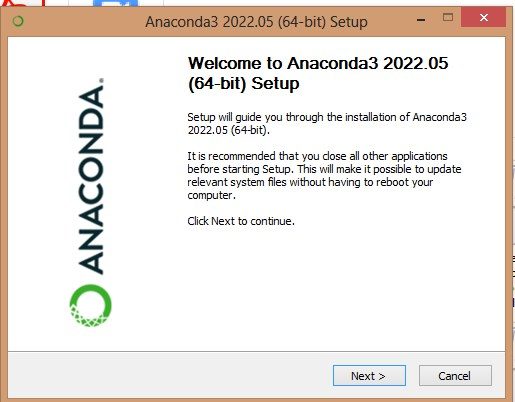 Anaconda3 2022.05 (64-bit) Setup
Welcome to Anaconda3 2022.05
(64-bit) Setup
Setup will guide you through the installation of Anaconda3
2022.05 (64-bit).
It is recommended that you close all other applications
before starting Setup. This will make it possible to update
relevant system files without having to reboot your
computer.
Click Next to continue.
ANACONDA.
Next >
Cancel